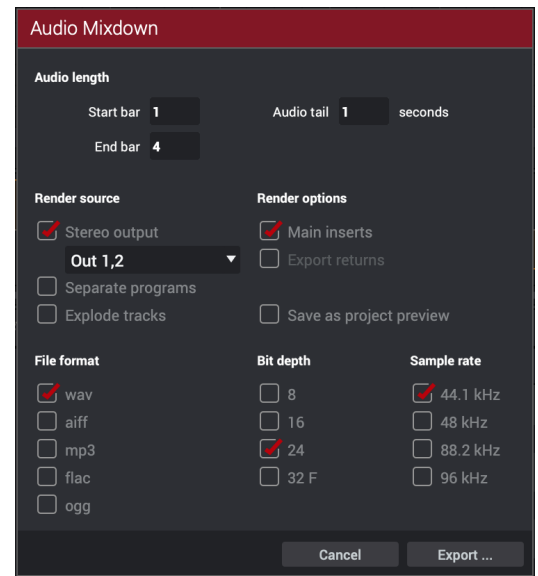 Audio Mixdown
Audio length
Start bar 1 Audio tail 1 seconds
End bar 4
Render source Render options
Stereo output Main inserts
Out 1,2 Export returns
Separate programs
Explode tracks Save as project preview
File format Bit depth Sample rate
wav 8 44.1 kHz
aiff 16 48 kHz
mp3 24 88.2 kHz
flac 32 F 96 kHz
ogg
Cancel Export ...